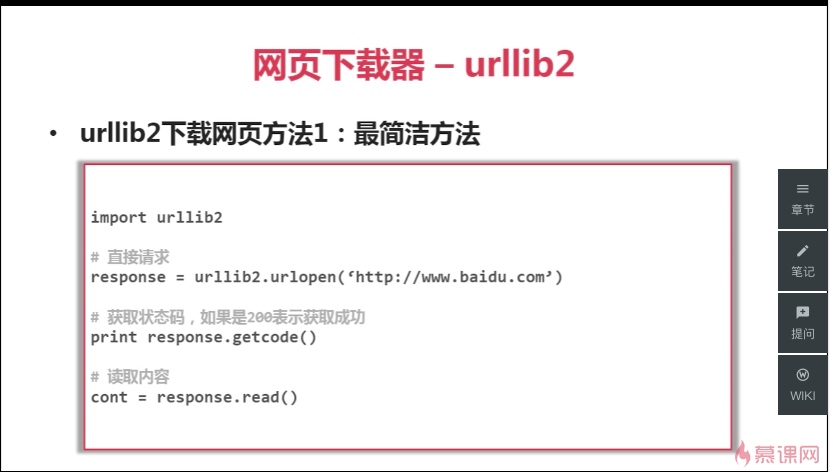 网页下载器 – urllib2
• urllib2下载网页方法1：最简洁方法
import urllib2
# 直接请求
response = urllib2.urlopen(‘http://www.baidu.com’)
# 获取状态码，如果是200表示获取成功
print response.getcode()
# 读取内容
cont = response.read()
章节
笔记
提问
WIKI
慕课网